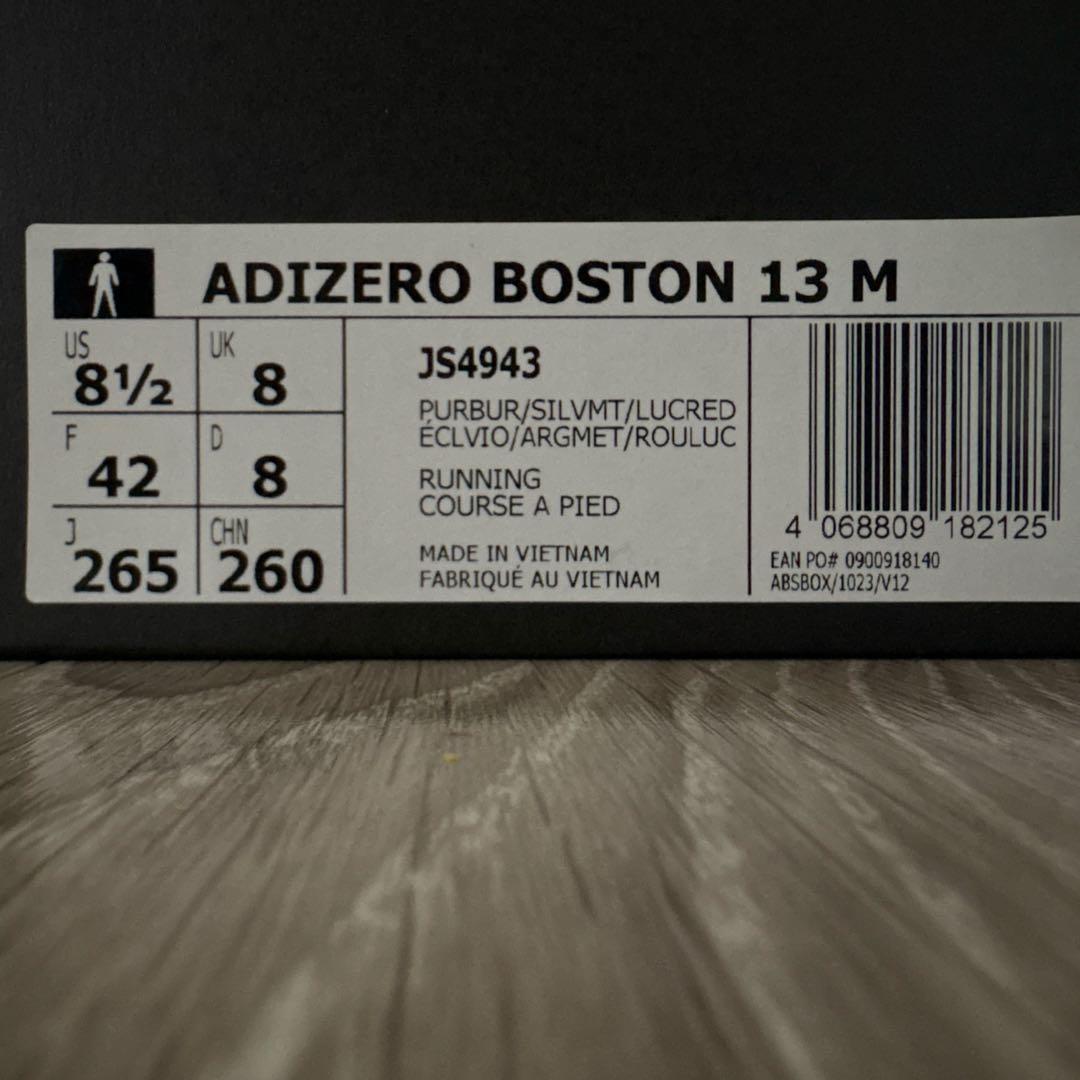 ADIZERO BOSTON 13 M
US
8½
UK
8
F
42
D
8
J
265
CHN
260
JS4943
PURBUR/SILVMT/LUCRED
ÉCLVIO/ARGMET/ROULUC
RUNNING
COURSE A PIED
MADE IN VIETNAM
FABRIQUÉ AU VIETNAM
4 068809 182125
EAN PO# 0900918140
ABSBOX/1023/V12